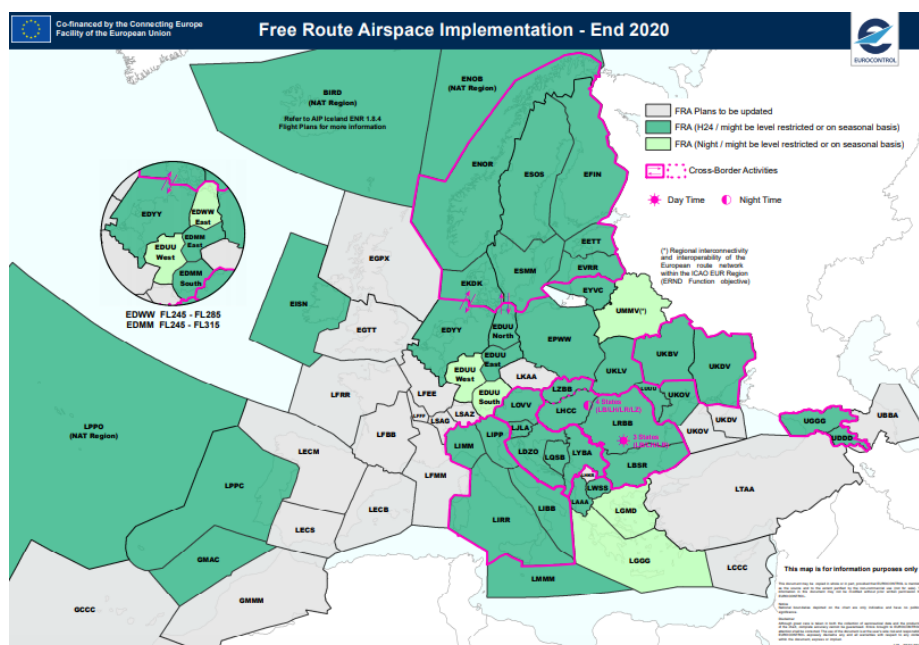 Co-financed by the Connecting Europe
Facility of the European Union
Free Route Airspace Implementation - End 2020
EUROCONTROL
BIRD
(NAT Region)
Refer to AIP Iceland ENR 1.8.4
Flight Plans for more information
ENOB
(NAT Region)
FRA Plans to be updated
FRA (H24 / might be level restricted or on seasonal basis)
FRA (Night / might be level restricted or on seasonal basis)
Cross-Border Activities
Day Time
Night Time
(*) Regional interconnectivity
and interoperability of the
European route network
within the ICAO EUR Region
(ERND Function objective)
ENOR
ESOS
EFIN
EDYY
EDWW
East
EDMM
East
EDUU
West
EDMM
South
EDWW FL245 - FL285
EDMM FL245 - FL315
EGPX
EETT
ESMM
EVRR
EISN
EKDK
EYVC
UMMV(*)
EGTT
EDYY
EDUU
North
EPWW
UKBV
UKDV
EDUU
East
UKLV
EDUU
West
LKAA
EDUU
South
LFRR
LFEE
LZBB
UKOV
LOVV
LHCC
4 States
LSAZ
LSAG
LRBB
LPPO
(NAT Region)
LFBB
LIMM
LIPP
LJLA
UKOV
UKDV
UGGG
UBBA
UDDD
LECM
LFMM
LDZO
LQSB
LYBA
LBSR
LPPC
LWSS
LAAA
LTAA
LECB
LIRR
LIBB
LGMD
LECS
GMAC
LGGG
LCCC
LMMM
GCCC
GMMM
This map is for information purposes only